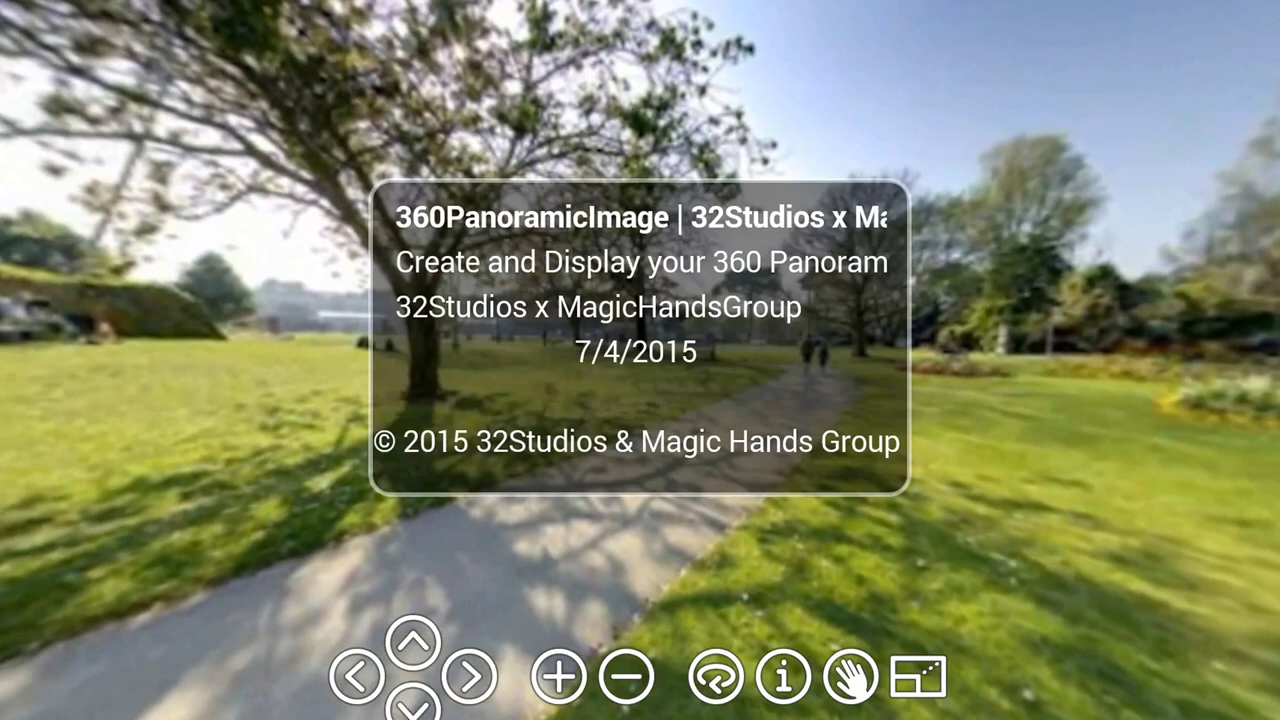 360PanoramicImage | 32Studios x Ma
Create and Display your 360 Panoram
32Studios x MagicHandsGroup
7/4/2015
© 2015 32Studios & Magic Hands Group